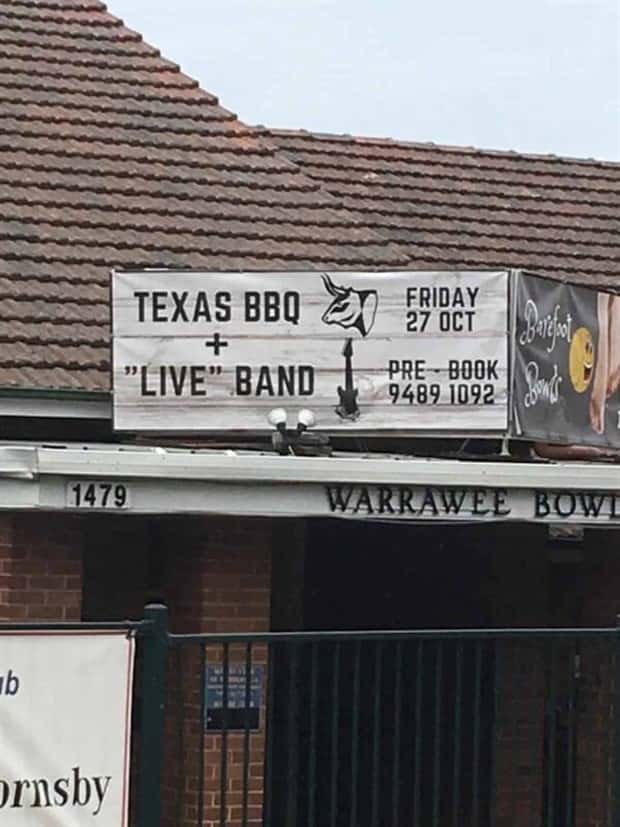 TEXAS BBQ
+
"LIVE" BAND
FRIDAY
27 OCT
PRE - BOOK
9489 1092
Barefoot
Bowls
1479
WARRAWEE BOWL
ub
ornsby